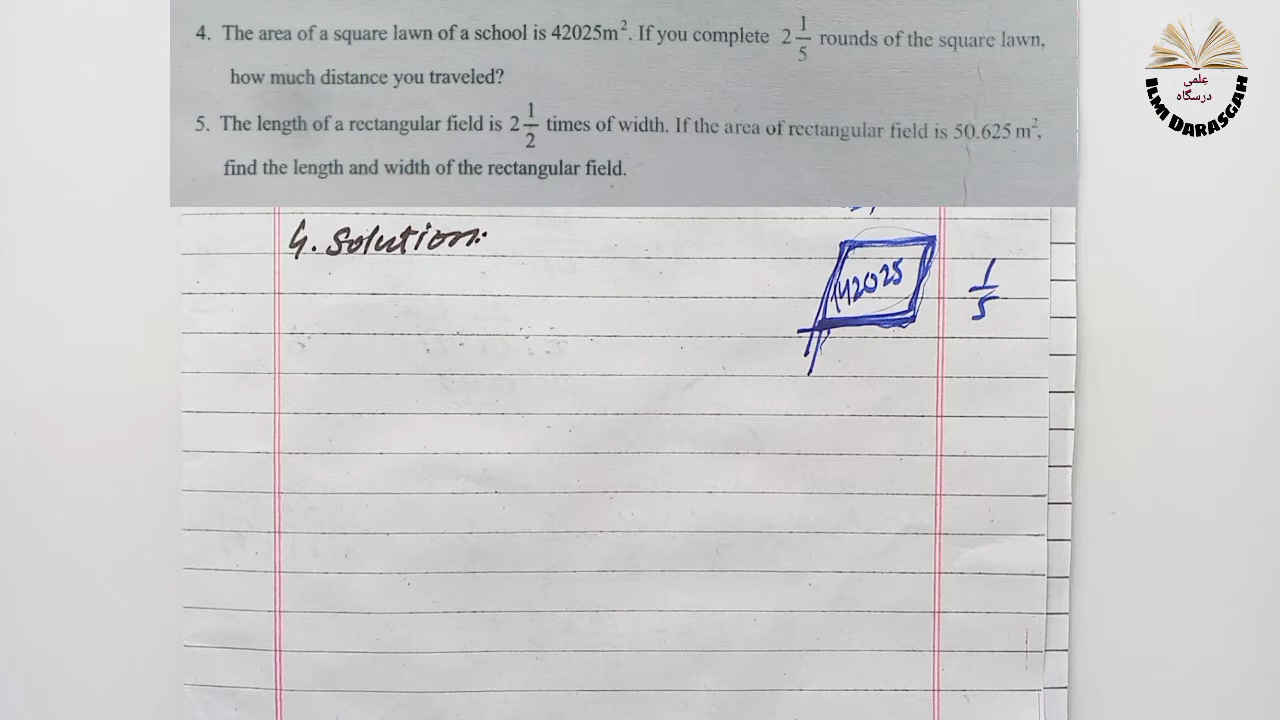 4. The area of a square lawn of a school is 42025m². If you complete 2 1/5 rounds of the square lawn,
how much distance you traveled?
5. The length of a rectangular field is 2 1/2 times of width. If the area of rectangular field is 50.625 m²,
find the length and width of the rectangular field.
علمی
درسگاه
ILM DARASGAH
4. Solution:
42025
1/5